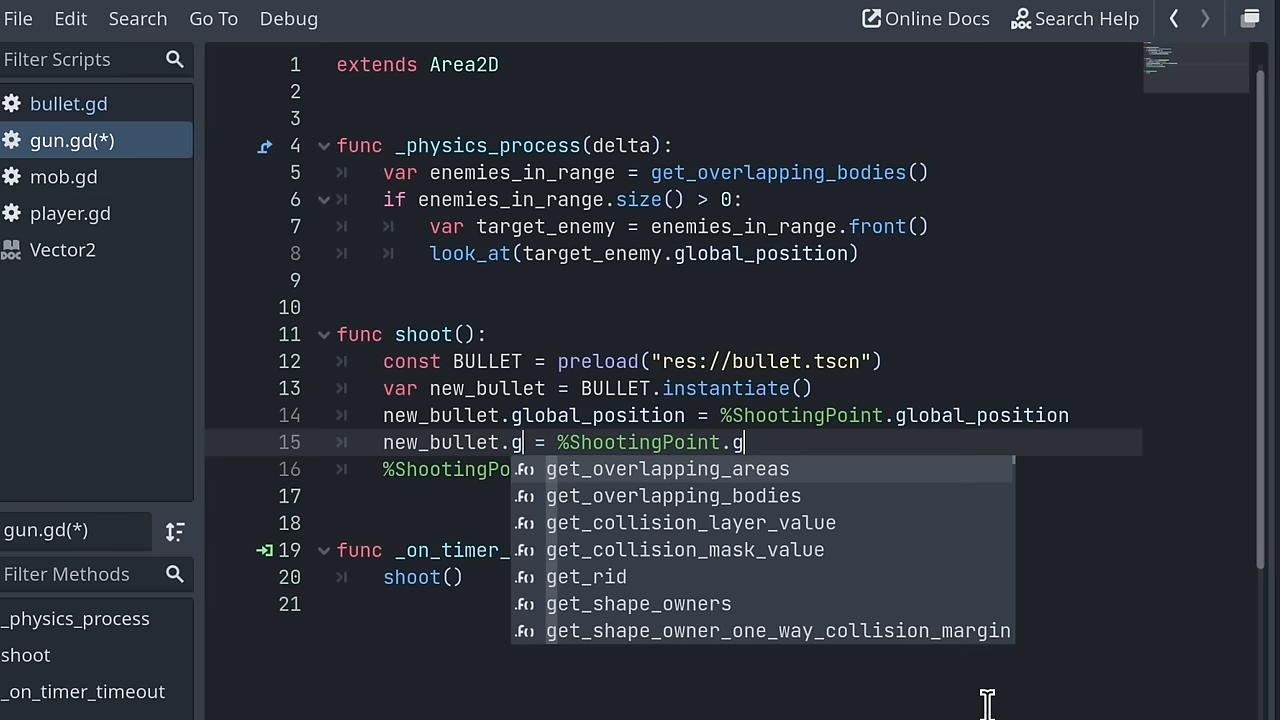 File Edit Search Go To Debug Online Docs Search Help
Filter Scripts
bullet.gd
gun.gd(*)
mob.gd
player.gd
Vector2
gun.gd(*)
Filter Methods
_physics_process
shoot
_on_timer_timeout
1 extends Area2D
2
3
4 func _physics_process(delta):
5 var enemies_in_range = get_overlapping_bodies()
6 if enemies_in_range.size() > 0:
7 var target_enemy = enemies_in_range.front()
8 look_at(target_enemy.global_position)
9
10
11 func shoot():
12 const BULLET = preload("res://bullet.tscn")
13 var new_bullet = BULLET.instantiate()
14 new_bullet.global_position = %ShootingPoint.global_position
15 new_bullet.g = %ShootingPoint.g
16 %ShootingPo
17
18
19 func _on_timer_
20 shoot()
21
get_overlapping_areas
get_overlapping_bodies
get_collision_layer_value
get_collision_mask_value
get_rid
get_shape_owners
get_shape_owner_one_way_collision_margin